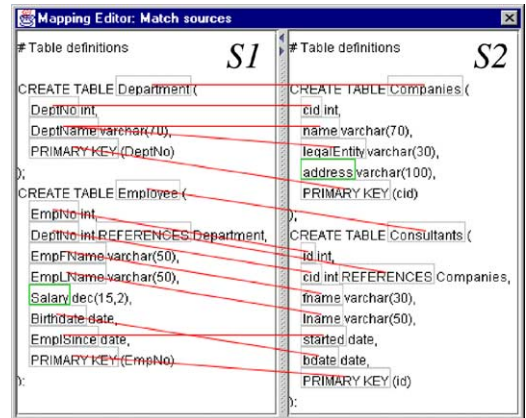 Mapping Editor: Match sources
# Table definitions
S1
CREATE TABLE Department (
DeptNo int,
DeptName varchar(70),
PRIMARY KEY (DeptNo)
);
CREATE TABLE Employee (
EmpNo int,
DeptNo int REFERENCES Department,
EmpFName varchar(50),
EmpLName varchar(50),
Salary dec(15,2),
Birthdate date,
EmplSince date,
PRIMARY KEY (EmpNo)
);
# Table definitions
S2
CREATE TABLE Companies (
cid int,
name varchar(70),
legalEntity varchar(30),
address varchar(100),
PRIMARY KEY (cid)
);
CREATE TABLE Consultants (
id int,
cid int REFERENCES Companies,
fname varchar(30),
lname varchar(50),
started date,
bdate date,
PRIMARY KEY (id)
);